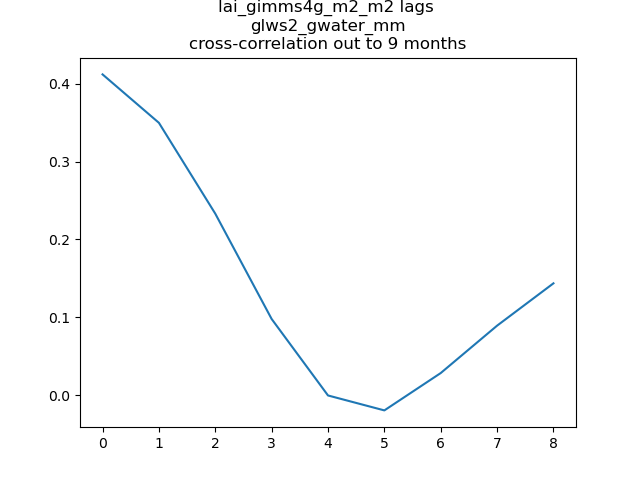 lai_gimms4g_m2_m2 lags
glws2_gwater_mm
cross-correlation out to 9 months
0.4
0.3
0.2
0.1
0.0
0 1 2 3 4 5 6 7 8